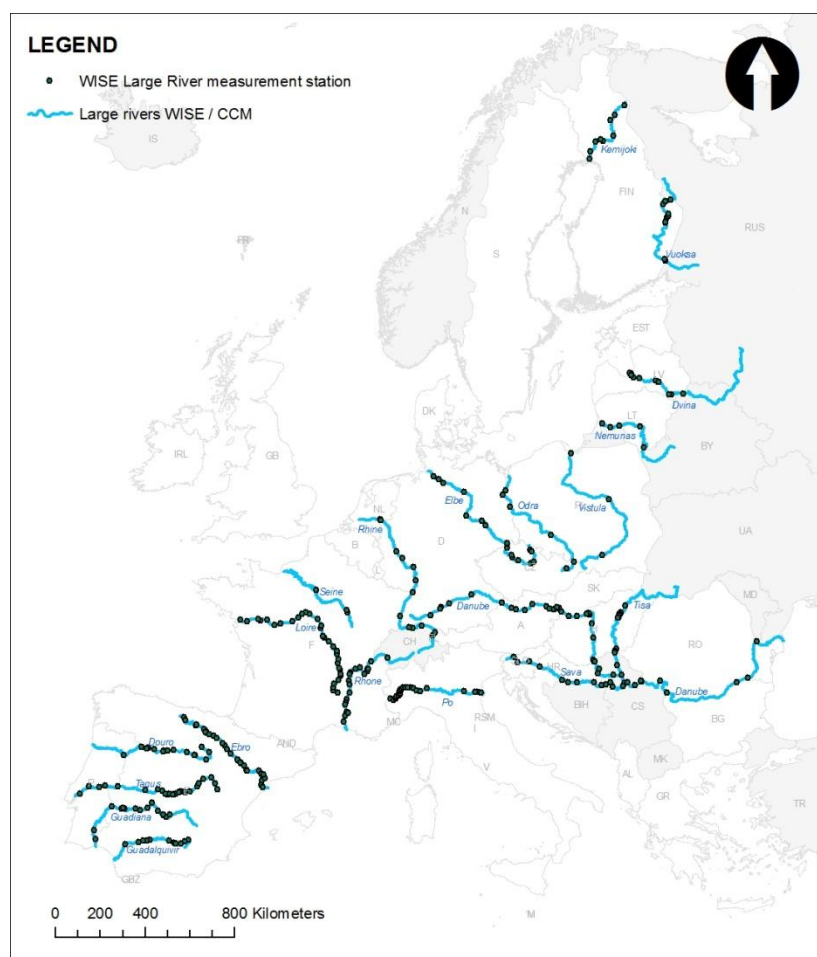 LEGEND
WISE Large River measurement station
Large rivers WISE / CCM
IS
Kemijoki
FIN
N
RUS
S
Vuoksa
EST
LV
Dvina
DK
LT
Nemunas
BY
IRL
GB
Elbe
Odra
Vistula
NL
Rhine
D
B
UA
Seine
SK
MD
Danube
Tisa
Loire
A
F
CH
RO
Rhone
HR
Sava
Danube
Po
BIH
CS
MC
RSM
I
BG
Douro
Ebro
AND
V
MK
Tagus
AL
GR
TR
Guadiana
Guadalquivir
GBZ
0 200 400 800 Kilometers